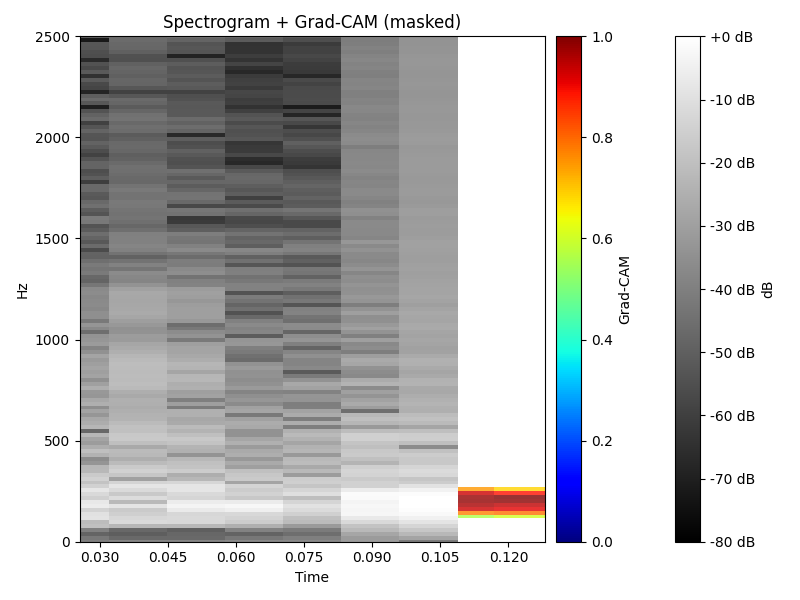 Spectrogram + Grad-CAM (masked)
2500
2000
1500
1000
500
0
Hz
0.030
0.045
0.060
0.075
0.090
0.105
0.120
Time
1.0
0.8
0.6
0.4
0.2
0.0
Grad-CAM
+0 dB
-10 dB
-20 dB
-30 dB
-40 dB
-50 dB
-60 dB
-70 dB
-80 dB
dB